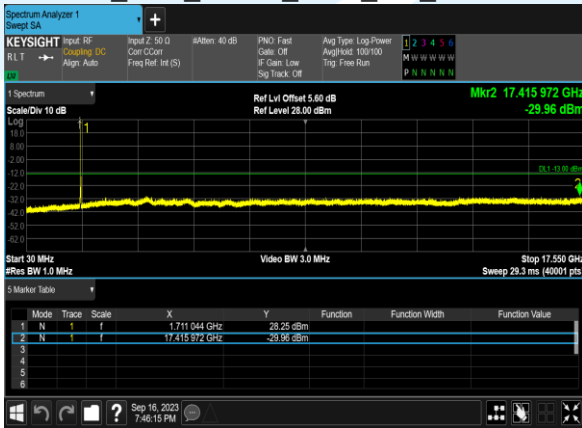 Spectrum Analyzer 1
Swept SA
+
KEYSIGHT Input: RF Input Z: 50 Ω #Atten: 40 dB PNO: Fast Avg Type: Log-Power 1 2 3 4 5 6
RLT Coupling: DC Corr CCorr Gate: Off Avg|Hold: 100/100 M W W W W W
Align: Auto Freq Ref: Int (S) IF Gain: Low Trig: Free Run
Sig Track: Off P N N N N N
1 Spectrum Ref Lvl Offset 5.60 dB Mkr2 17.415 972 GHz
Scale/Div 10 dB Ref Level 28.00 dBm -29.96 dBm
Log
1
18.0
8.00
-2.00
DL1 -13.00 dBm
-12.0
2
-22.0
-32.0
-42.0
-52.0
-62.0
Start 30 MHz Video BW 3.0 MHz Stop 17.550 GHz
#Res BW 1.0 MHz Sweep 29.3 ms (40001 pts)
5 Marker Table
Mode Trace Scale X Y Function Function Width Function Value
1 N 1 f 1.711 044 GHz 28.25 dBm
2 N 1 f 17.415 972 GHz -29.96 dBm
3
4
5
6
? Sep 16, 2023
7:46:15 PM